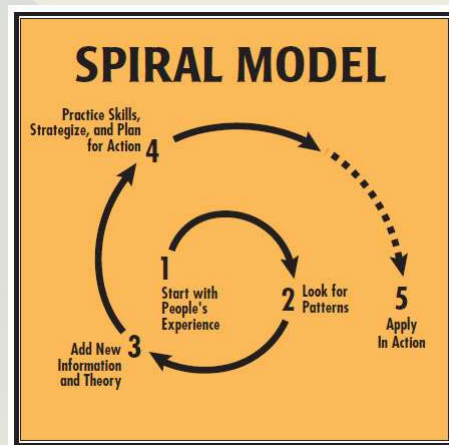 SPIRAL MODEL
1
Start with
People's
Experience
2
Look for
Patterns
3
Add New
Information
and Theory
4
Practice Skills,
Strategize, and Plan
for Action
5
Apply
In Action